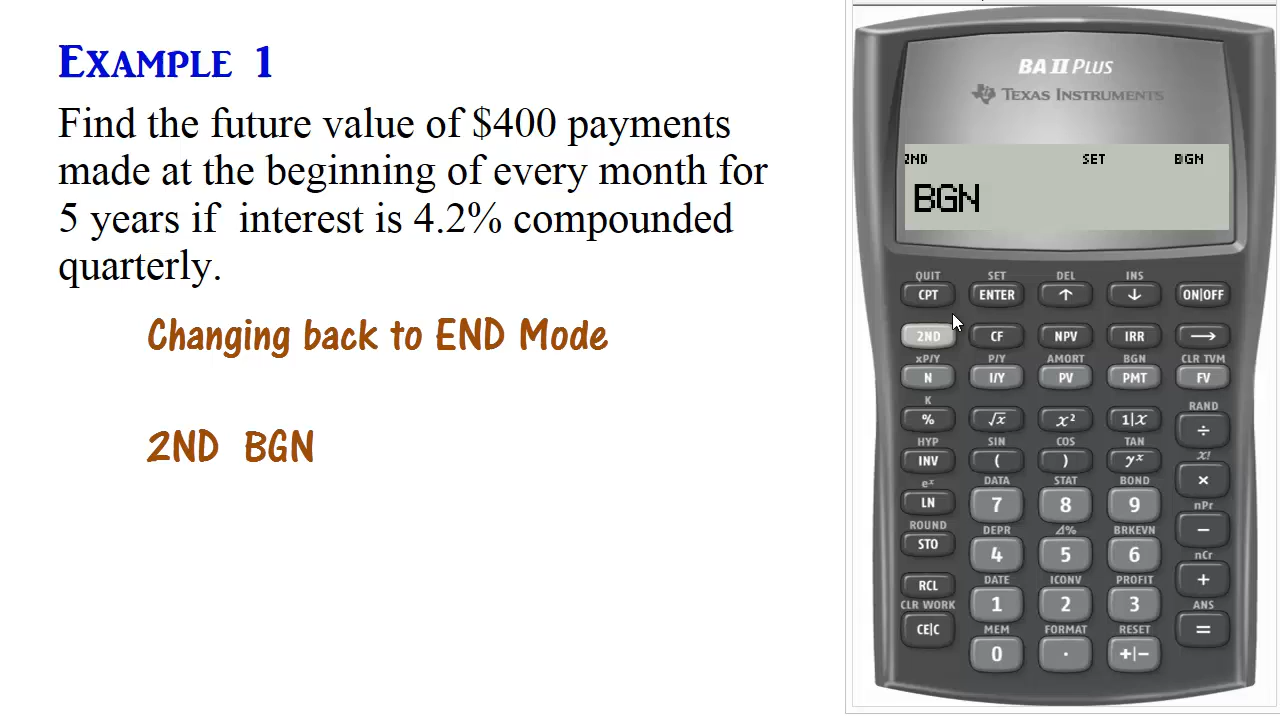 EXAMPLE 1
Find the future value of $400 payments
made at the beginning of every month for
5 years if interest is 4.2% compounded
quarterly.
Changing back to END Mode
2ND BGN
BA II PLUS
TEXAS INSTRUMENTS
2ND SET BGN
BGN
QUIT SET DEL INS
CPT ENTER ↑ ↓ ON|OFF
2ND CF NPV IRR →
xP/Y P/Y AMORT BGN CLR TVM
N I/Y PV PMT FV
K RAND
% √x x² 1|x ÷
HYP SIN COS TAN x!
INV ( ) yˣ ×
eˣ DATA STAT BOND nPr
LN 7 8 9 −
ROUND DEPR Δ% BRKEVN nCr
STO 4 5 6 +
DATE ICONV PROFIT
RCL 1 2 3
CLR WORK MEM FORMAT RESET ANS
CE|C 0 . +|− =